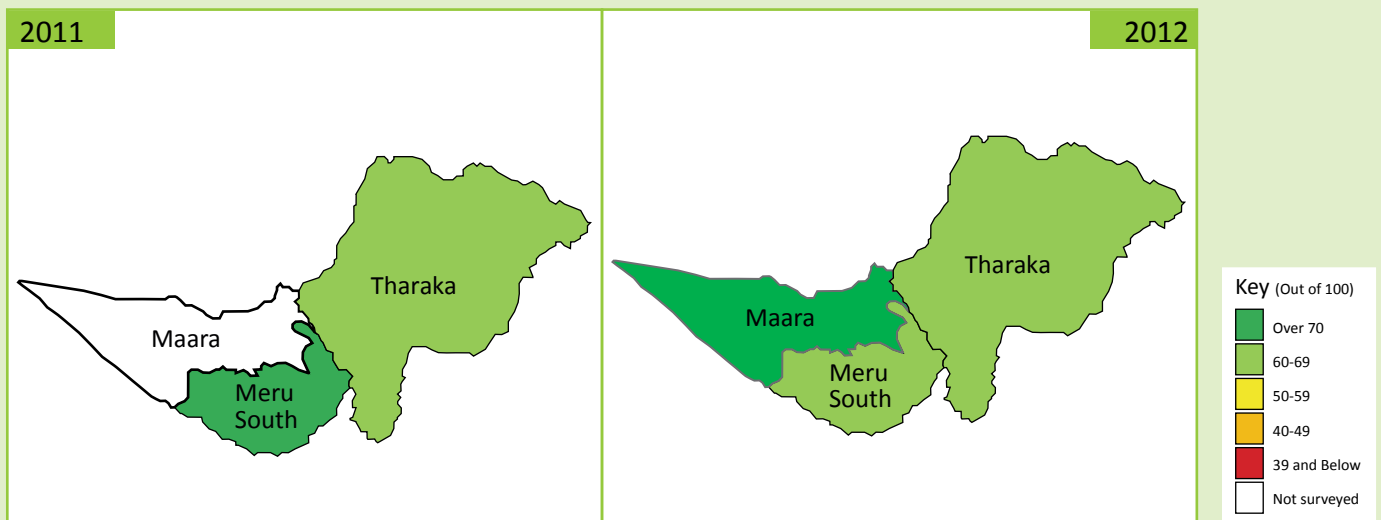 2011
2012
Tharaka
Maara
Meru
South
Tharaka
Maara
Meru
South
Key (Out of 100)
Over 70
60-69
50-59
40-49
39 and Below
Not surveyed